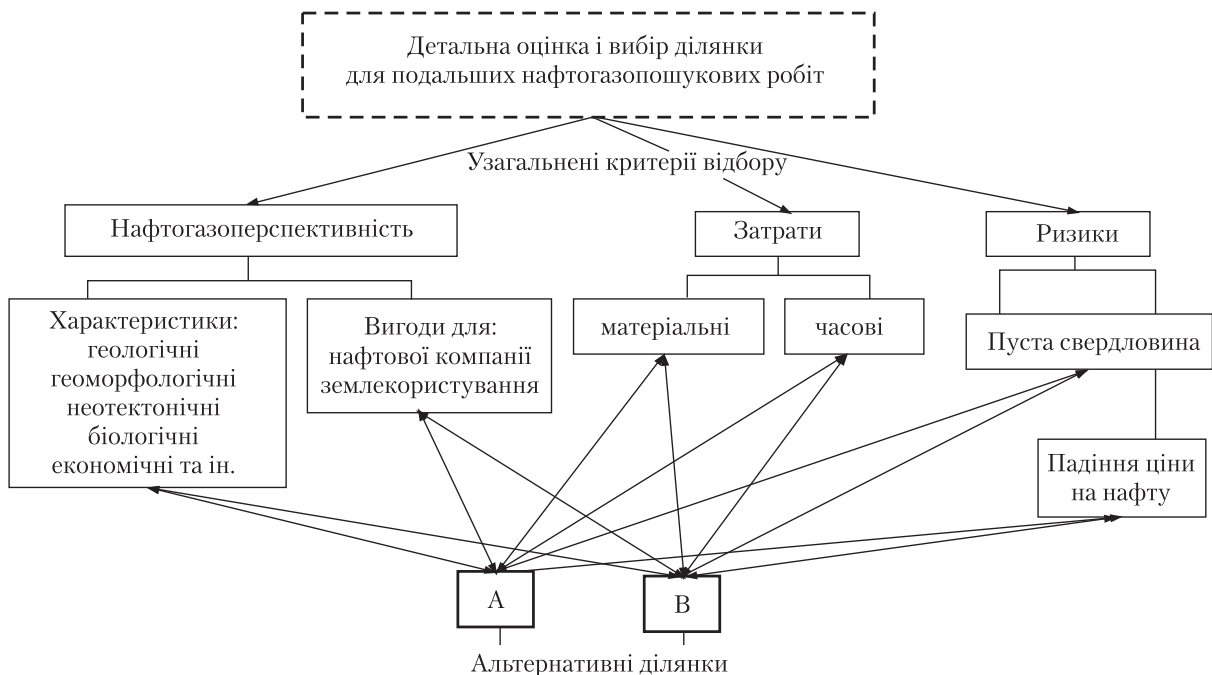 Детальна оцінка і вибір ділянки
для подальших нафтогазопошукових робіт
Узагальнені критерії відбору
Нафтогазоперспективність
Затрати
Ризики
Характеристики:
геологічні
геоморфологічні
неотектонічні
біологічні
економічні та ін.
Вигоди для:
нафтової компанії
землекористування
матеріальні
часові
Пуста свердловина
Падіння ціни
на нафту
А
В
Альтернативні ділянки